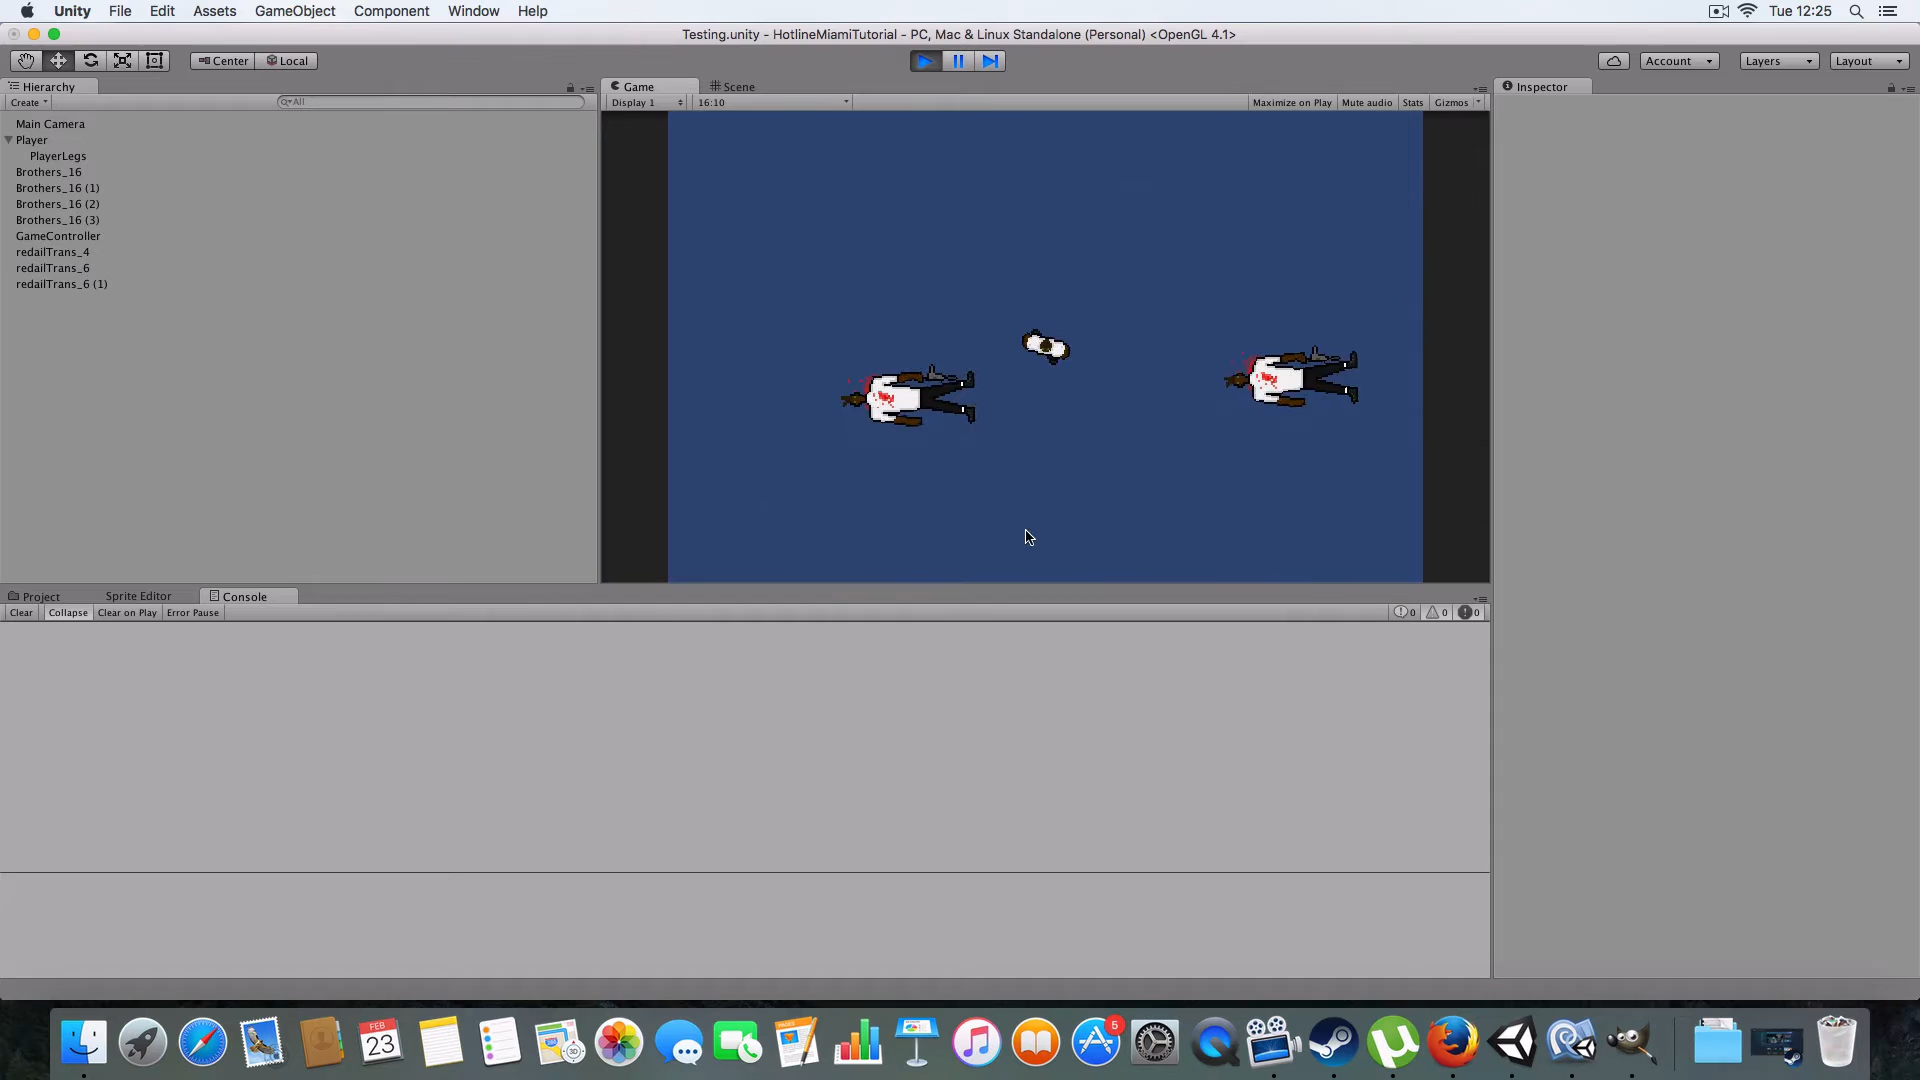 Unity File Edit Assets GameObject Component Window Help Tue 12:25
Testing.unity - HotlineMiamiTutorial - PC, Mac & Linux Standalone (Personal) <OpenGL 4.1>
Center Local Account Layers Layout
Hierarchy Game Scene Inspector
Create All Display 1 16:10 Maximize on Play Mute audio Stats Gizmos
Main Camera
Player
PlayerLegs
Brothers_16
Brothers_16 (1)
Brothers_16 (2)
Brothers_16 (3)
GameController
redailTrans_4
redailTrans_6
redailTrans_6 (1)
Project Sprite Editor Console
Clear Collapse Clear on Play Error Pause 0 0 0
FEB
23
3D
PAGES
5